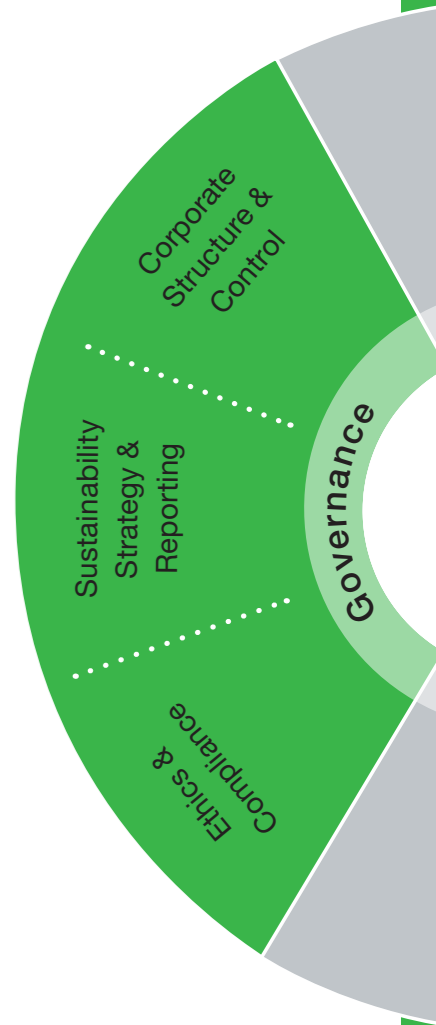 Corporate
Structure &
Control
Sustainability
Strategy &
Reporting
Ethics &
Compliance
Governance